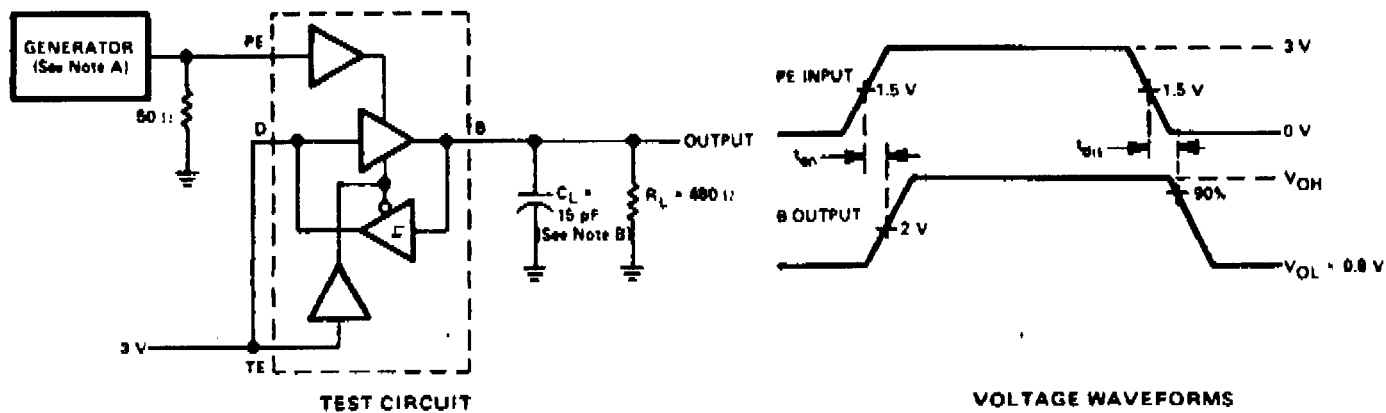 GENERATOR
(See Note A)
50 Ω
PE
D
B
OUTPUT
C_L =
15 pF
(See Note B)
R_L = 480 Ω
3 V
TE
TEST CIRCUIT
PE INPUT
1.5 V
1.5 V
3 V
0 V
t_en
t_dis
B OUTPUT
2 V
90%
V_OH
V_OL ≈ 0.8 V
VOLTAGE WAVEFORMS